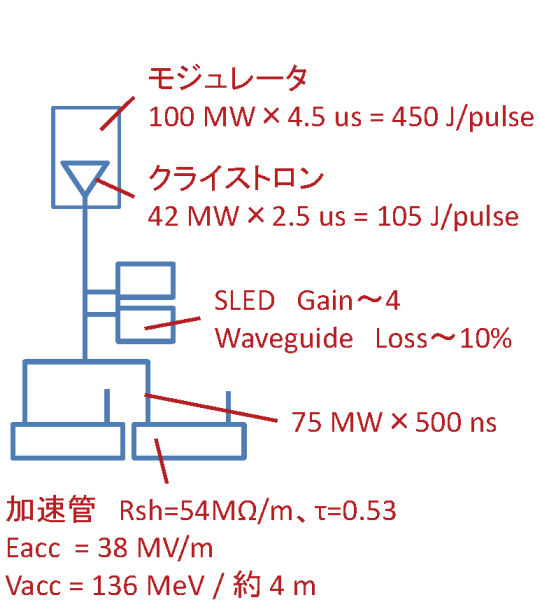 モジュレータ
100 MW × 4.5 us = 450 J/pulse
クライストロン
42 MW × 2.5 us = 105 J/pulse
SLED Gain～4
Waveguide Loss～10%
75 MW × 500 ns
加速管 Rsh=54MΩ/m、τ=0.53
Eacc = 38 MV/m
Vacc = 136 MeV / 約 4 m